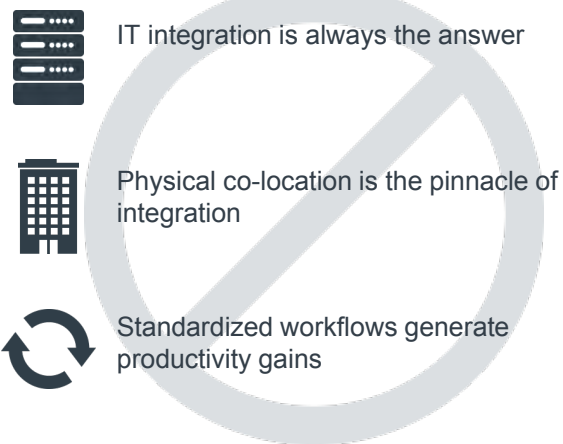 IT integration is always the answer
Physical co-location is the pinnacle of
integration
Standardized workflows generate
productivity gains